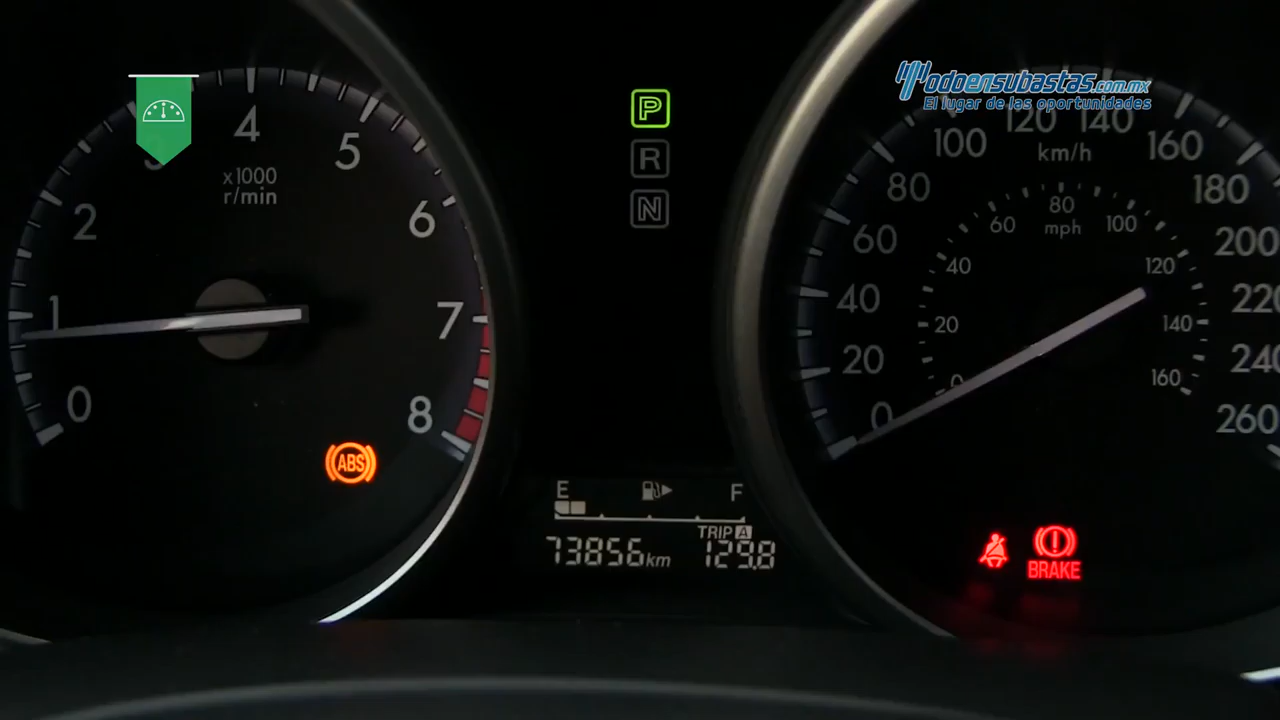 Todoensubastas.com.mx
El lugar de las oportunidades
0
1
2
3
4
5
6
7
8
x1000
r/min
ABS
P
R
N
E
F
TRIP A
73856 km
129.8
0
20
40
60
80
100
120
140
160
180
200
220
240
260
km/h
0
20
40
60
80
100
120
140
160
mph
BRAKE